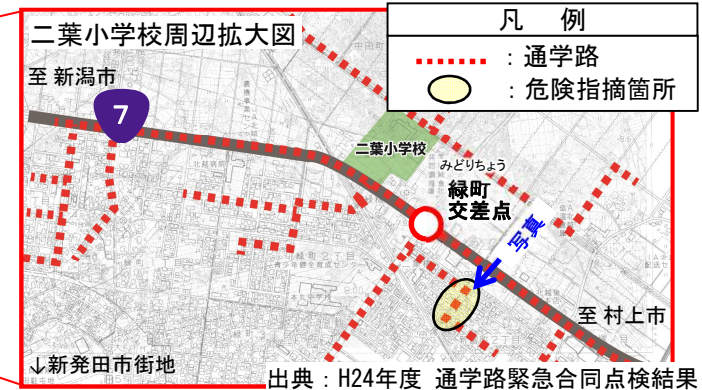 二葉小学校周辺拡大図
凡 例
：通学路
：危険指摘箇所
至 新潟市
7
二葉小学校
みどりちょう
緑町
交差点
写真
至 村上市
↓新発田市街地
出典：H24年度 通学路緊急合同点検結果